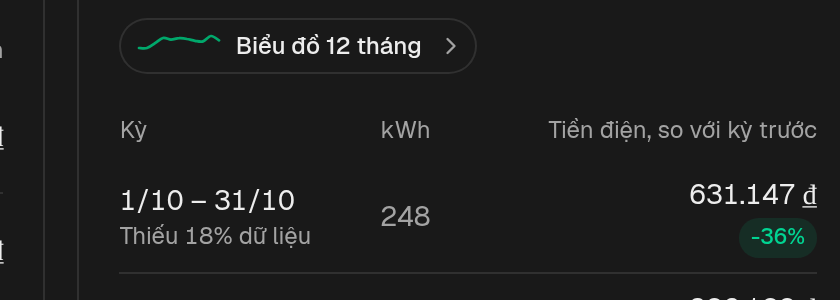 Biểu đồ 12 tháng
Kỳ
kWh
Tiền điện, so với kỳ trước
1/10 – 31/10
248
631.147 ₫
Thiếu 18% dữ liệu
-36%
₫
₫